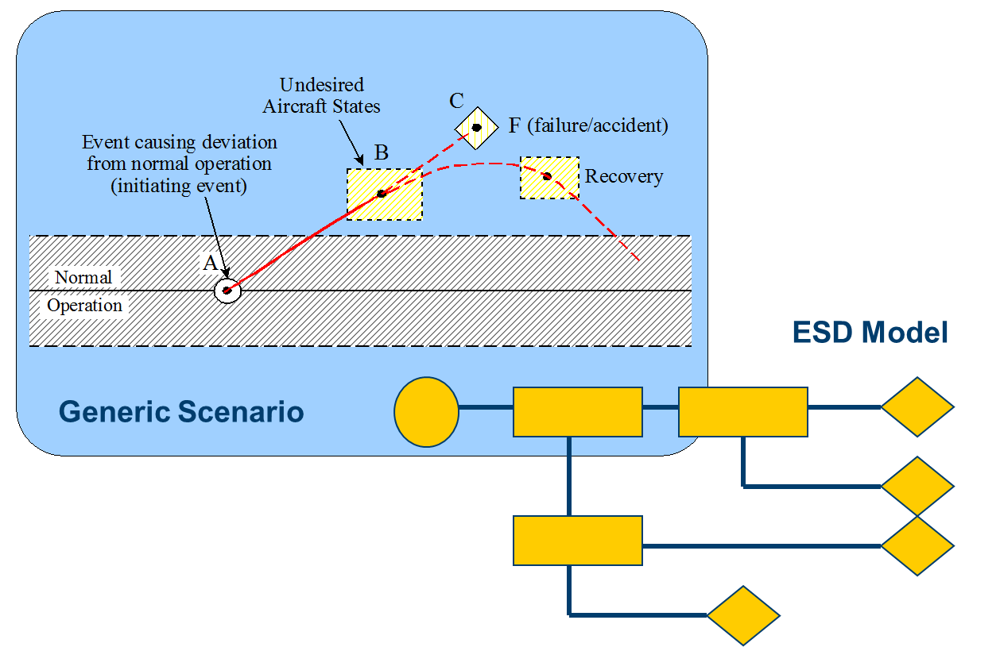 Undesired
Aircraft States
C
F (failure/accident)
Event causing deviation
from normal operation
(initiating event)
B
Recovery
A
Normal
Operation
ESD Model
Generic Scenario